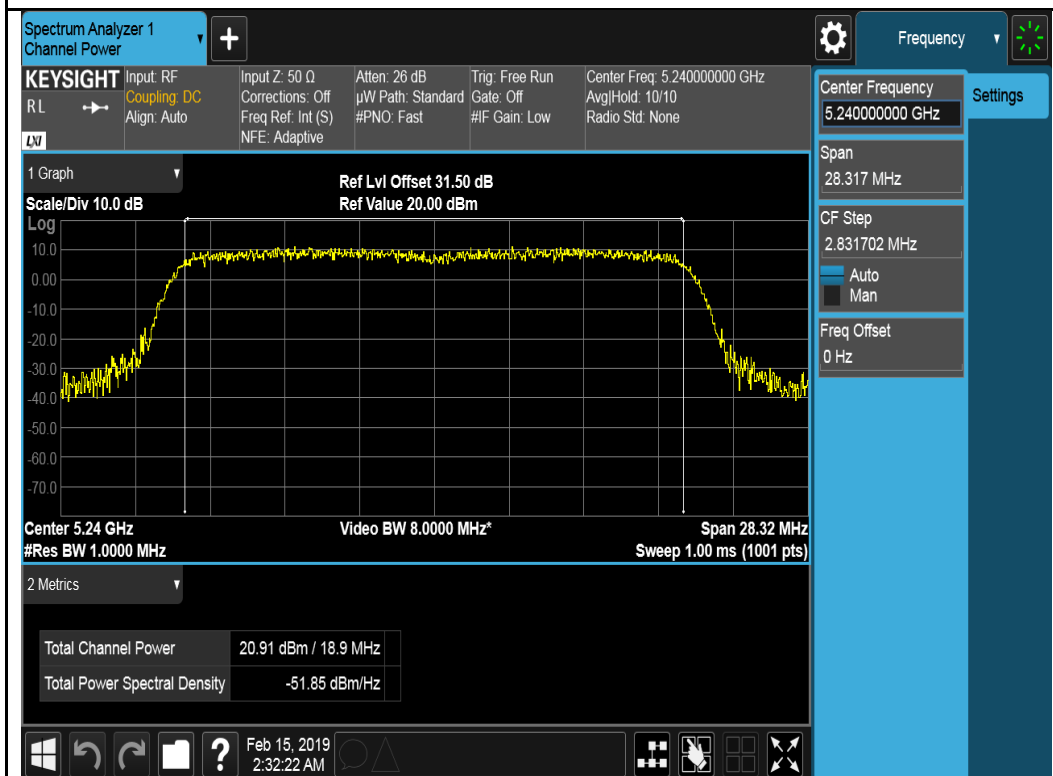 Spectrum Analyzer 1
Channel Power
+
Frequency
KEYSIGHT
R L
LXI
Input: RF
Coupling: DC
Align: Auto
Input Z: 50 Ω
Corrections: Off
Freq Ref: Int (S)
NFE: Adaptive
Atten: 26 dB
µW Path: Standard
#PNO: Fast
Trig: Free Run
Gate: Off
#IF Gain: Low
Center Freq: 5.240000000 GHz
Avg|Hold: 10/10
Radio Std: None
Center Frequency
5.240000000 GHz
Settings
Span
28.317 MHz
CF Step
2.831702 MHz
Auto
Man
Freq Offset
0 Hz
1 Graph
Ref Lvl Offset 31.50 dB
Scale/Div 10.0 dB
Ref Value 20.00 dBm
Log
10.0
0.00
-10.0
-20.0
-30.0
-40.0
-50.0
-60.0
-70.0
Center 5.24 GHz
Video BW 8.0000 MHz*
Span 28.32 MHz
#Res BW 1.0000 MHz
Sweep 1.00 ms (1001 pts)
2 Metrics
Total Channel Power 20.91 dBm / 18.9 MHz
Total Power Spectral Density -51.85 dBm/Hz
?
Feb 15, 2019
2:32:22 AM